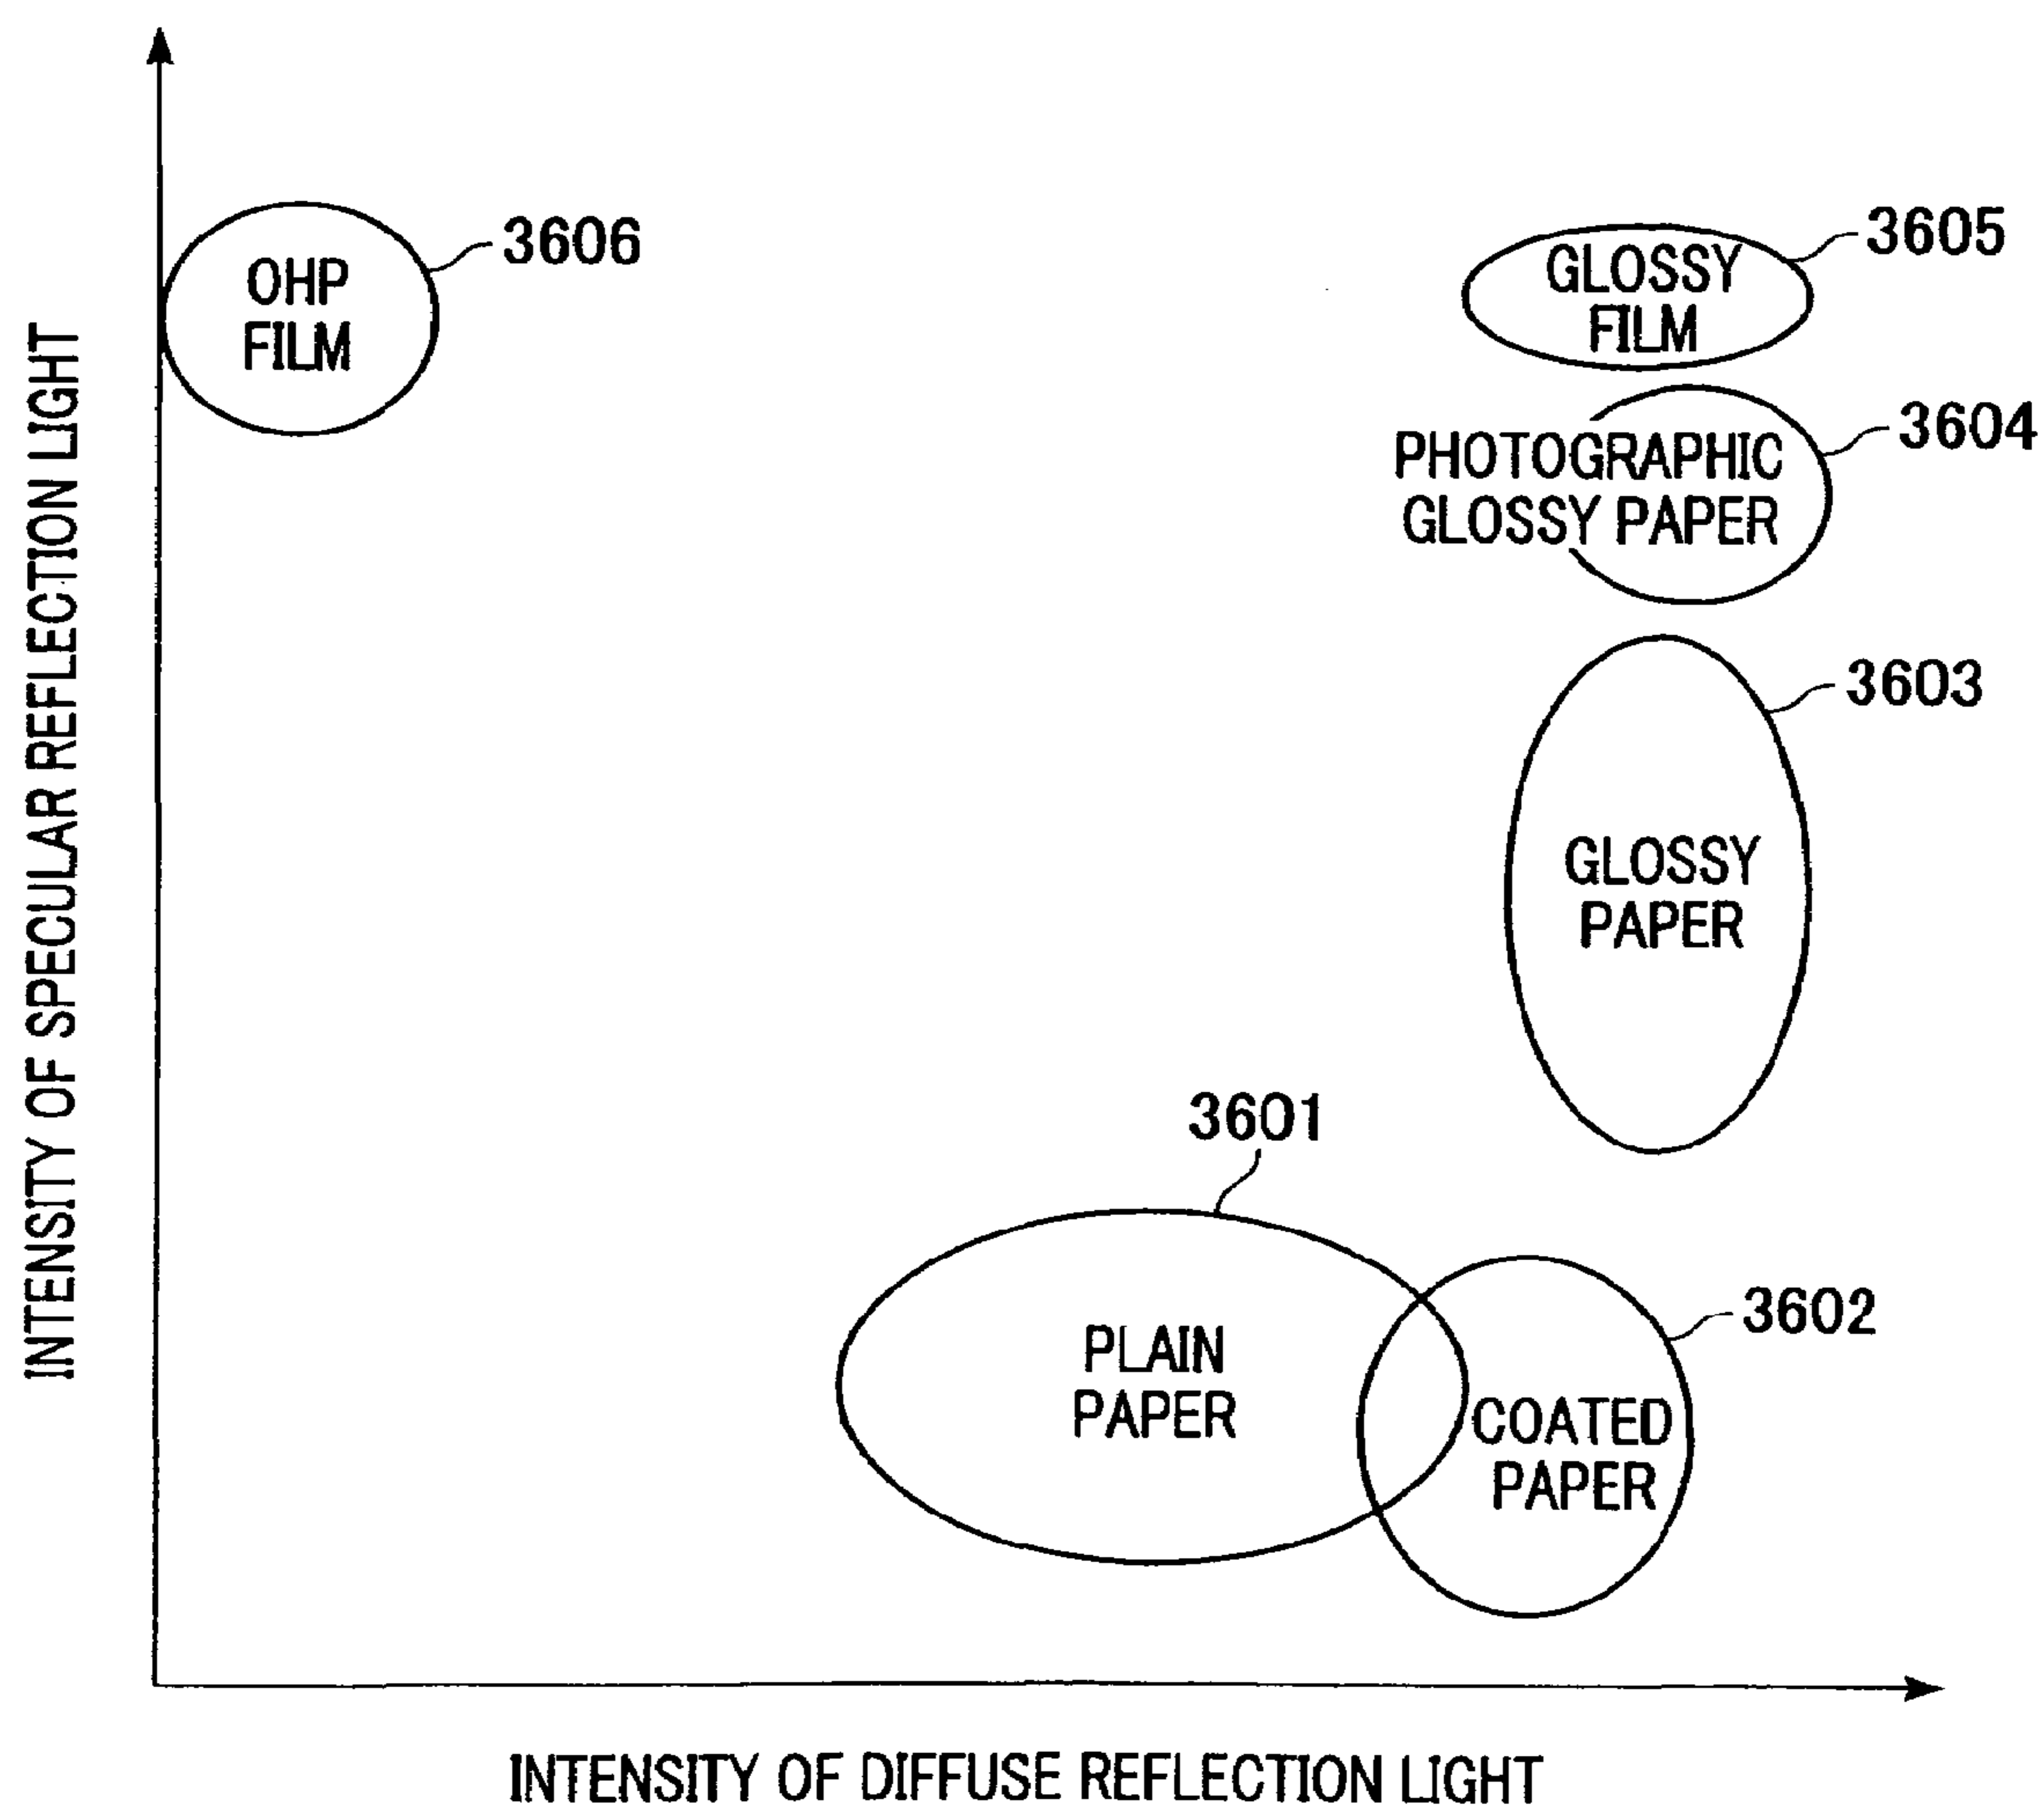 INTENSITY OF SPECULAR REFLECTION LIGHT
OHP
FILM
3606
GLOSSY
FILM
3605
PHOTOGRAPHIC
GLOSSY PAPER
3604
GLOSSY
PAPER
3603
3601
PLAIN
PAPER
3602
COATED
PAPER
INTENSITY OF DIFFUSE REFLECTION LIGHT